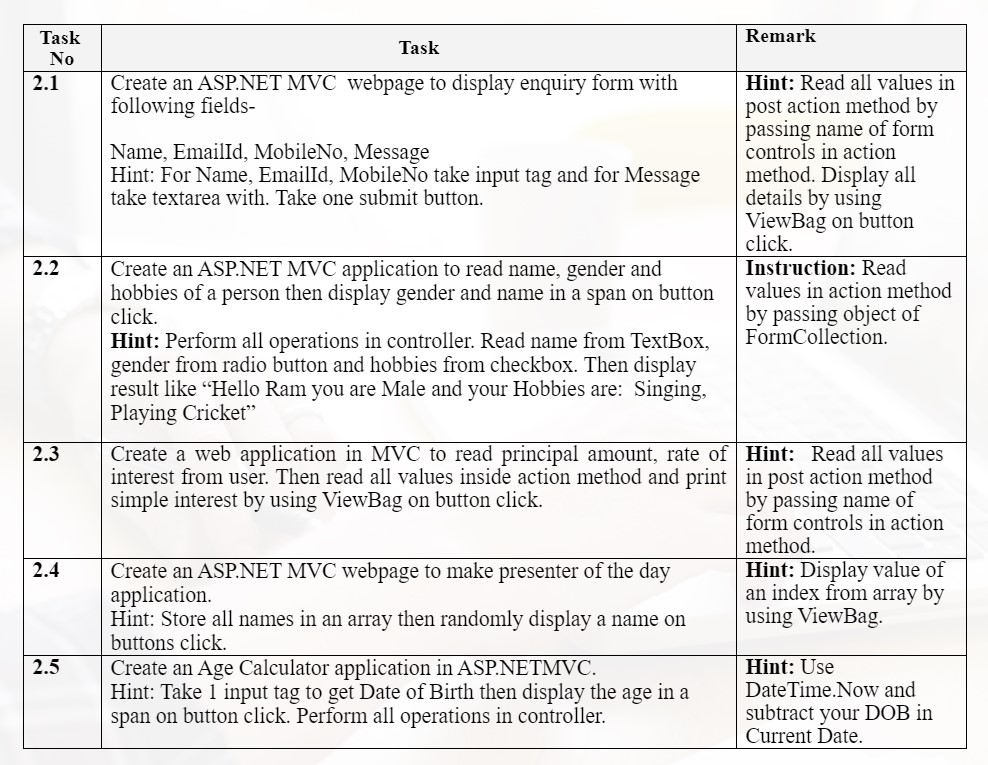 Task
No
Task
Remark
2.1
Create an ASP.NET MVC webpage to display enquiry form with
following fields-
Name, EmailId, MobileNo, Message
Hint: For Name, EmailId, MobileNo take input tag and for Message
take textarea with. Take one submit button.
Hint: Read all values in
post action method by
passing name of form
controls in action
method. Display all
details by using
ViewBag on button
click.
2.2
Create an ASP.NET MVC application to read name, gender and
hobbies of a person then display gender and name in a span on button
click.
Hint: Perform all operations in controller. Read name from TextBox,
gender from radio button and hobbies from checkbox. Then display
result like “Hello Ram you are Male and your Hobbies are: Singing,
Playing Cricket”
Instruction: Read
values in action method
by passing object of
FormCollection.
2.3
Create a web application in MVC to read principal amount, rate of
interest from user. Then read all values inside action method and print
simple interest by using ViewBag on button click.
Hint: Read all values
in post action method
by passing name of
form controls in action
method.
2.4
Create an ASP.NET MVC webpage to make presenter of the day
application.
Hint: Store all names in an array then randomly display a name on
buttons click.
Hint: Display value of
an index from array by
using ViewBag.
2.5
Create an Age Calculator application in ASP.NETMVC.
Hint: Take 1 input tag to get Date of Birth then display the age in a
span on button click. Perform all operations in controller.
Hint: Use
DateTime.Now and
subtract your DOB in
Current Date.